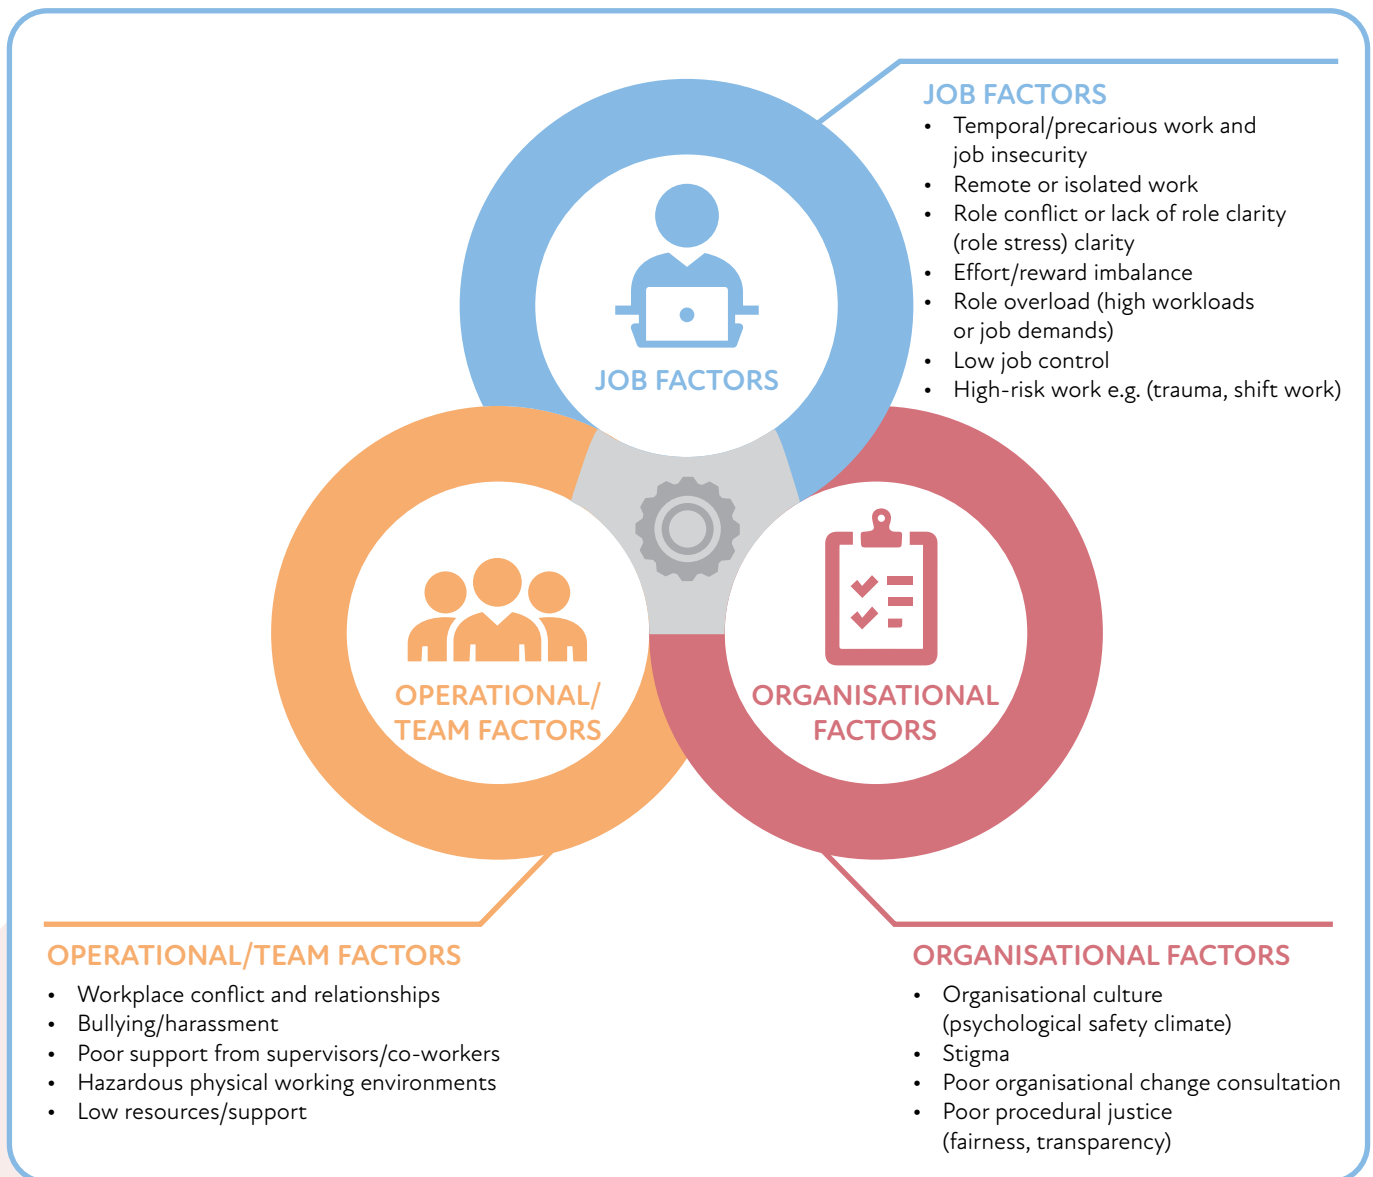 JOB FACTORS
• Temporal/precarious work and
job insecurity
• Remote or isolated work
• Role conflict or lack of role clarity
(role stress) clarity
• Effort/reward imbalance
• Role overload (high workloads
or job demands)
• Low job control
• High-risk work e.g. (trauma, shift work)
JOB FACTORS
OPERATIONAL/
TEAM FACTORS
ORGANISATIONAL
FACTORS
OPERATIONAL/TEAM FACTORS
• Workplace conflict and relationships
• Bullying/harassment
• Poor support from supervisors/co-workers
• Hazardous physical working environments
• Low resources/support
ORGANISATIONAL FACTORS
• Organisational culture
(psychological safety climate)
• Stigma
• Poor organisational change consultation
• Poor procedural justice
(fairness, transparency)